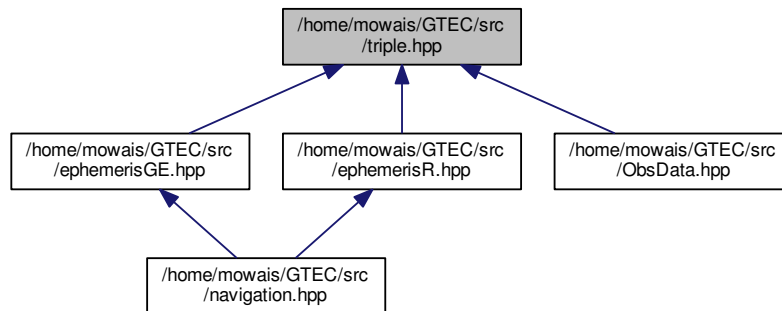 /home/mowais/GTEC/src
/triple.hpp
/home/mowais/GTEC/src
/ephemerisGE.hpp
/home/mowais/GTEC/src
/ephemerisR.hpp
/home/mowais/GTEC/src
/ObsData.hpp
/home/mowais/GTEC/src
/navigation.hpp